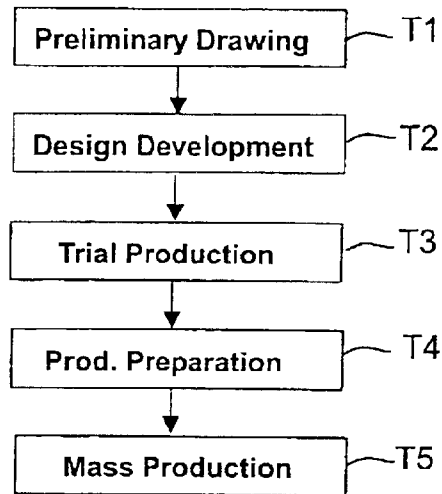 Preliminary Drawing T1
Design Development T2
Trial Production T3
Prod. Preparation T4
Mass Production T5